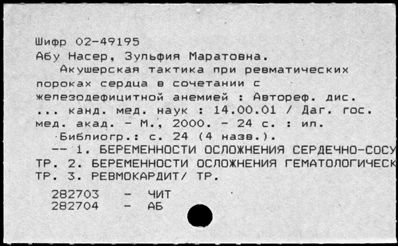 Шифр 02-49195
Абу Насер, Зульфия Маратовна.
Акушерская тактика при ревматических
пороках сердца в сочетании с
железодефицитной анемией : Автореф. дис.
... канд. мед. наук : 14.00.01 / Даг. гос.
мед. акад. - М., 2000. - 24 с. : ил.
Библиогр.: с. 24 (4 назв.).
-- 1. БЕРЕМЕННОСТИ ОСЛОЖНЕНИЯ СЕРДЕЧНО-СОСУ
ТР. 2. БЕРЕМЕННОСТИ ОСЛОЖНЕНИЯ ГЕМАТОЛОГИЧЕСК
ТР. 3. РЕВМОКАРДИТ/ ТР.
282703 - ЧИТ
282704 - АБ